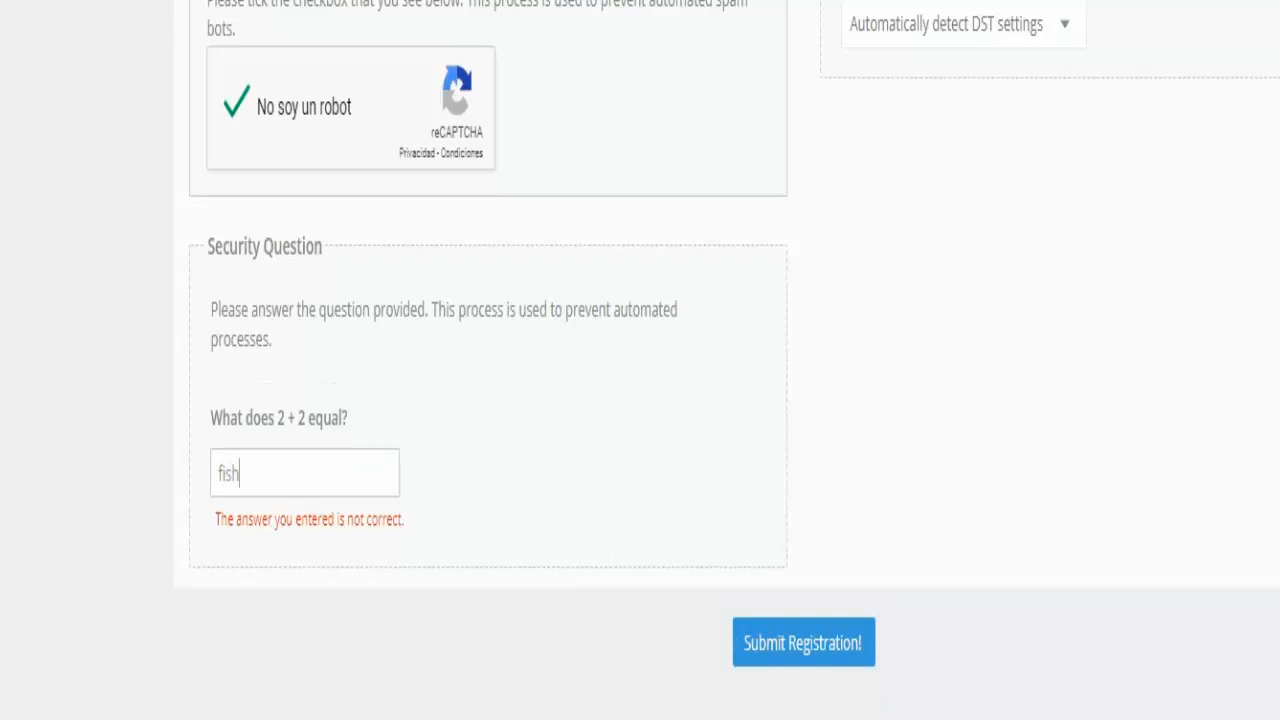 Please tick the checkbox that you see below. This process is used to prevent automated spam
bots.
Automatically detect DST settings
No soy un robot
reCAPTCHA
Privacidad - Condiciones
Security Question
Please answer the question provided. This process is used to prevent automated
processes.
What does 2 + 2 equal?
fish
The answer you entered is not correct.
Submit Registration!